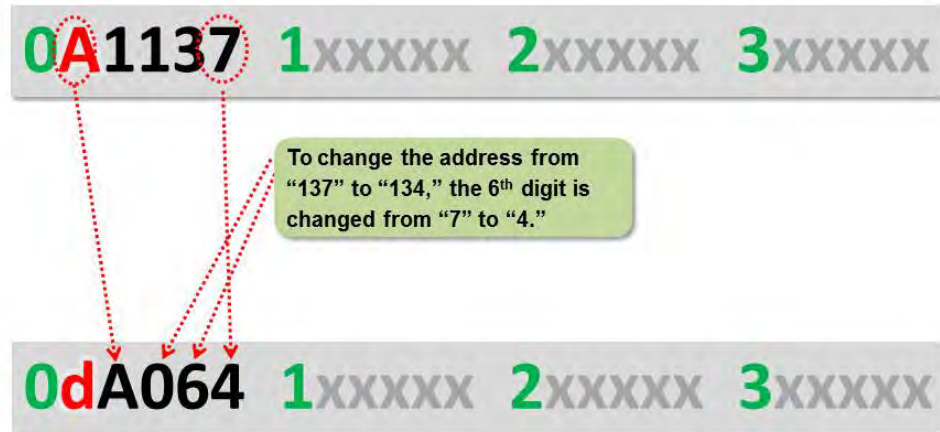 0A1137 1xxxxx 2xxxxx 3xxxxx
To change the address from
“137” to “134,” the 6th digit is
changed from “7” to “4.”
0dA064 1xxxxx 2xxxxx 3xxxxx